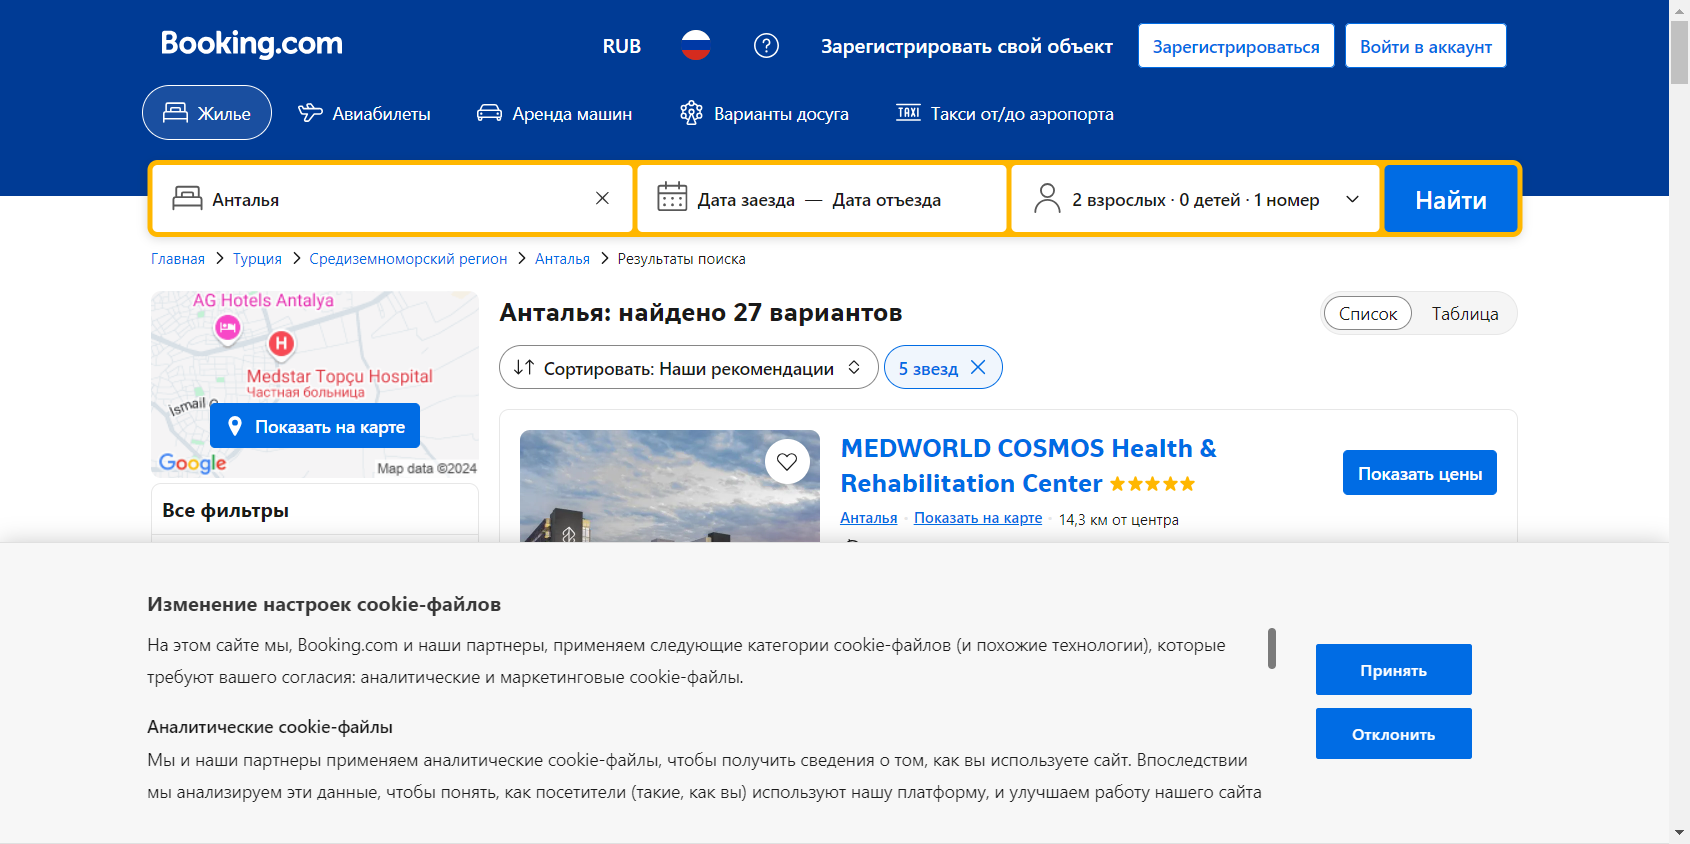 Booking.com
RUB
Зарегистрировать свой объект
Зарегистрироваться
Войти в аккаунт
Жилье
Авиабилеты
Аренда машин
Варианты досуга
TAXI
Такси от/до аэропорта
Анталья
Дата заезда — Дата отъезда
2 взрослых · 0 детей · 1 номер
Найти
Главная
Турция
Средиземноморский регион
Анталья
Результаты поиска
AG Hotels Antalya
H
Medstar Topçu Hospital
Частная больница
İsmail
Показать на карте
Google
Map data ©2024
Все фильтры
Анталья: найдено 27 вариантов
Список
Таблица
Сортировать: Наши рекомендации
5 звезд
MEDWORLD COSMOS Health &
Rehabilitation Center
Анталья · Показать на карте · 14,3 км от центра
Показать цены
Изменение настроек cookie-файлов
На этом сайте мы, Booking.com и наши партнеры, применяем следующие категории cookie-файлов (и похожие технологии), которые
требуют вашего согласия: аналитические и маркетинговые cookie-файлы.
Аналитические cookie-файлы
Мы и наши партнеры применяем аналитические cookie-файлы, чтобы получить сведения о том, как вы используете сайт. Впоследствии
мы анализируем эти данные, чтобы понять, как посетители (такие, как вы) используют нашу платформу, и улучшаем работу нашего сайта
Принять
Отклонить